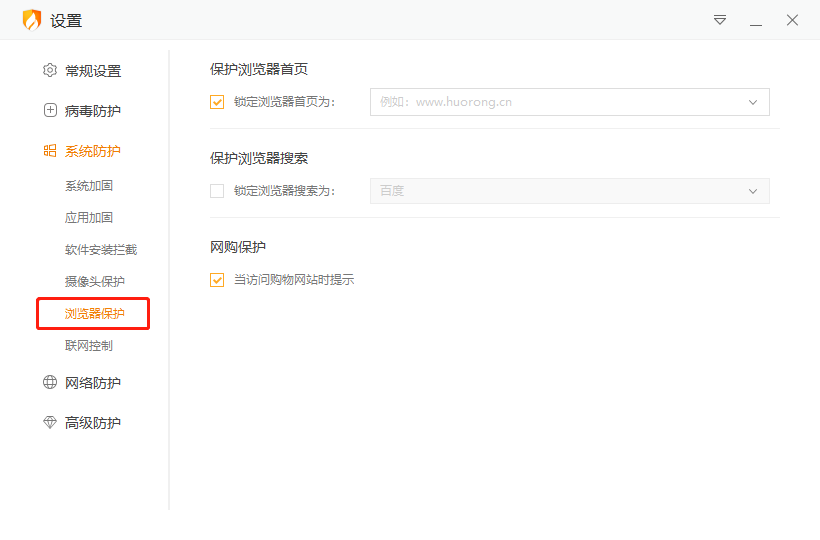 设置
常规设置
病毒防护
系统防护
系统加固
应用加固
软件安装拦截
摄像头保护
浏览器保护
联网控制
网络防护
高级防护
保护浏览器首页
锁定浏览器首页为: 例如: www.huorong.cn
保护浏览器搜索
锁定浏览器搜索为: 百度
网购保护
当访问购物网站时提示